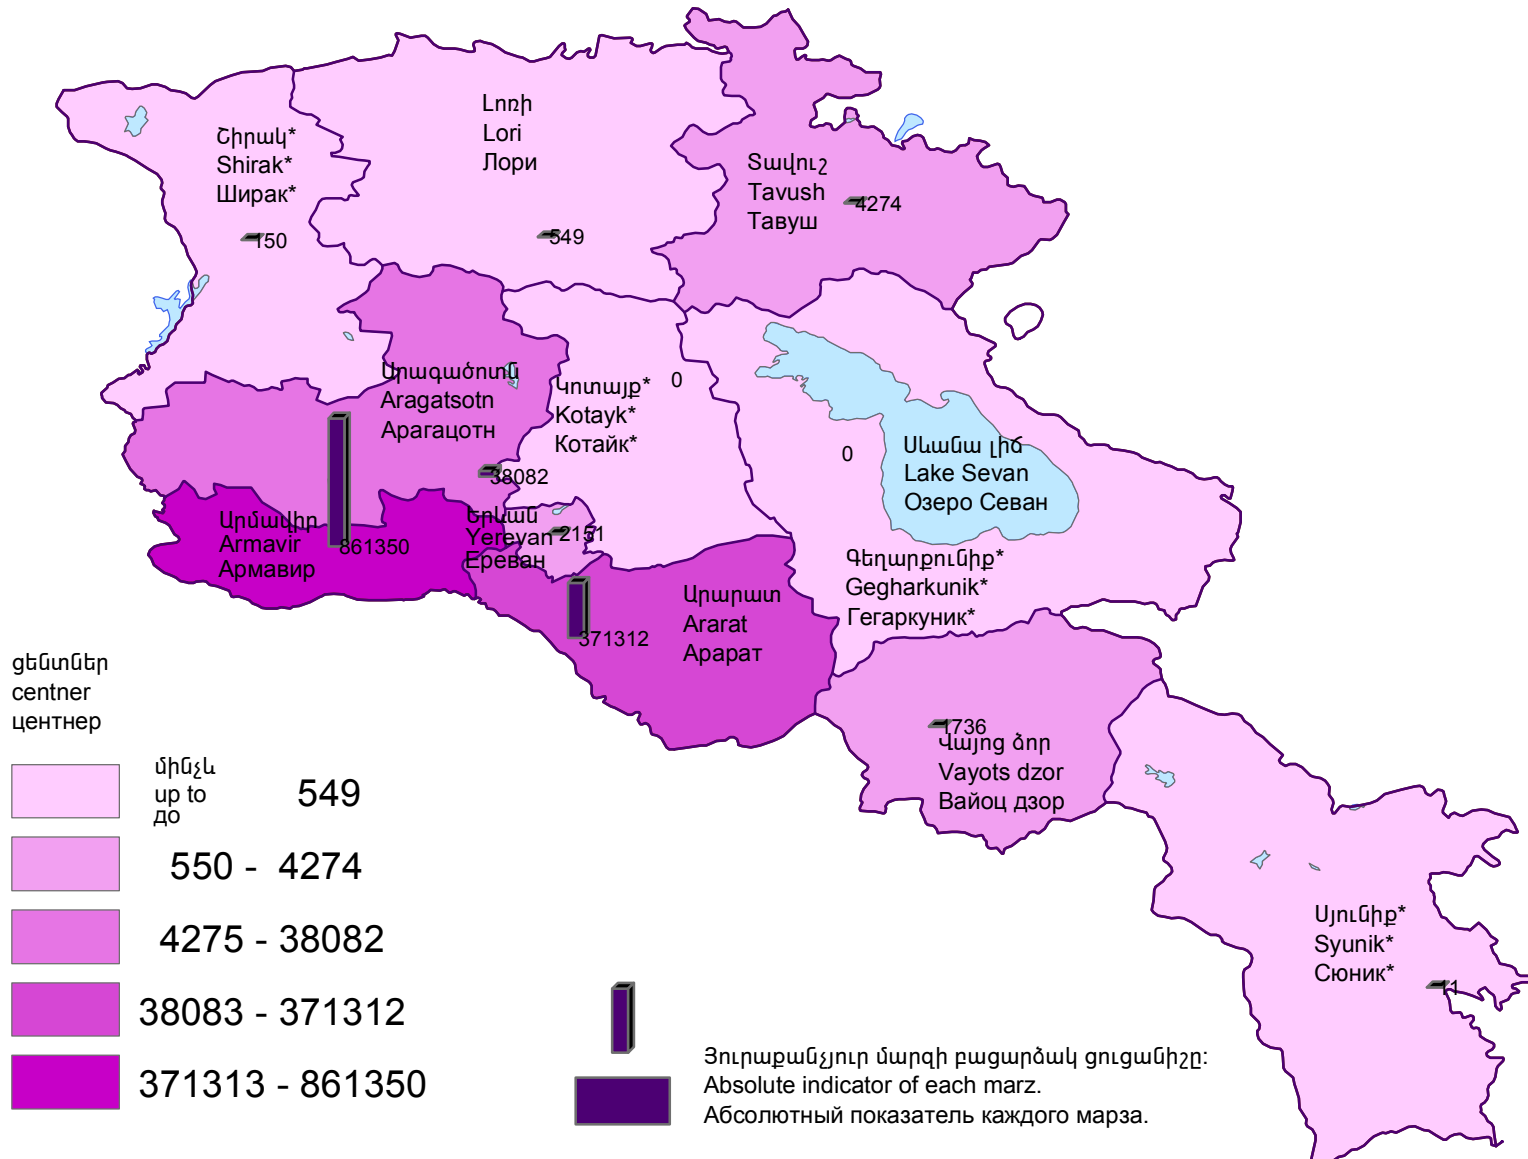 Շիրակ*
Shirak*
Ширак*
150
Լոռի
Lori
Лори
549
Տավուշ
Tavush
Тавуш
4274
Արագածոտն
Aragatsotn
Арагацотн
38082
Կոտայք*
Kotayk*
Котайк*
0
0
Սևանա լիճ
Lake Sevan
Озеро Севан
Արմավիր
Armavir
Армавир
861350
Երևան
Yerevan
Ереван
2151
Գեղարքունիք*
Gegharkunik*
Гегаркуник*
Արարատ
Ararat
Арарат
371312
1736
Վայոց ձոր
Vayots dzor
Вайоц дзор
Սյունիք*
Syunik*
Сюник*
11
ցենտներ
centner
центнер
մինչև
up to 549
до
550 - 4274
4275 - 38082
38083 - 371312
371313 - 861350
Յուրաքանչյուր մարզի բացարձակ ցուցանիշը:
Absolute indicator of each marz.
Абсолютный показатель каждого марза.